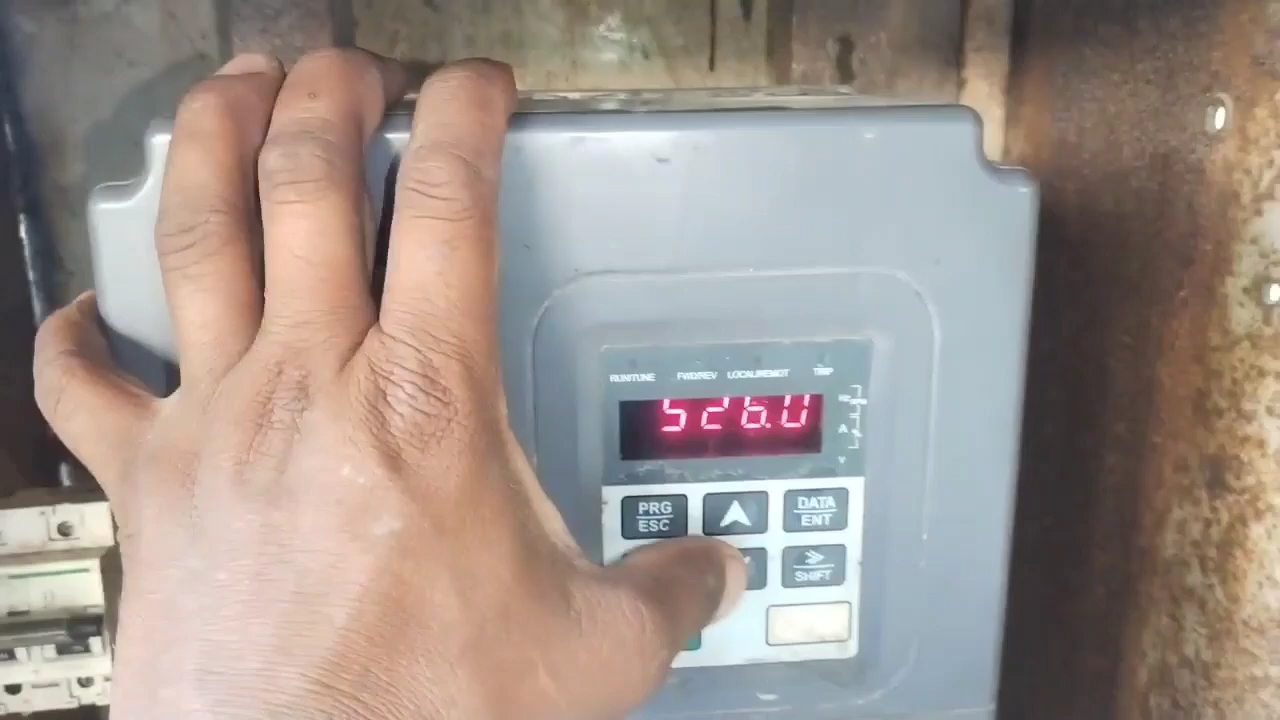 RUN/TUNE FWD/REV LOCAL/REMOT TRIP
526.0
A
V
PRG
ESC
DATA
ENT
SHIFT